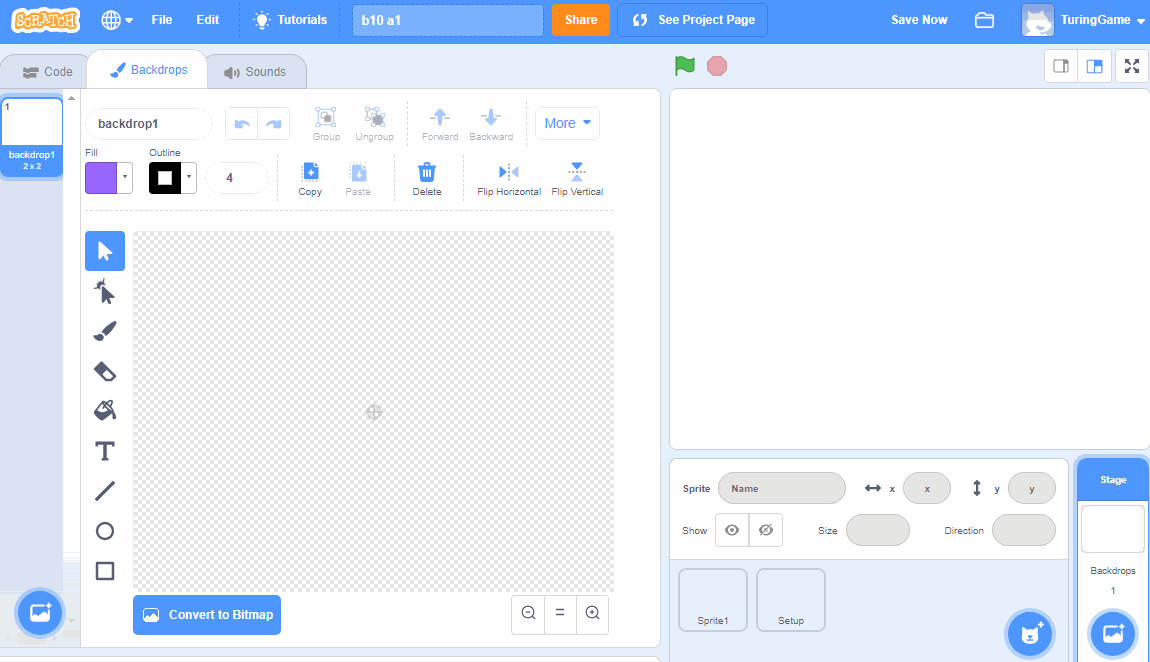 SCRATCH File Edit Tutorials b10 a1 Share See Project Page Save Now TuringGame
Code Backdrops Sounds
1
backdrop1
2 x 2
backdrop1 Group Ungroup Forward Backward More
Fill Outline
4 Copy Paste Delete Flip Horizontal Flip Vertical
T
Convert to Bitmap
Sprite Name x x y y
Show Size Direction
Sprite1 Setup
Stage
Backdrops
1